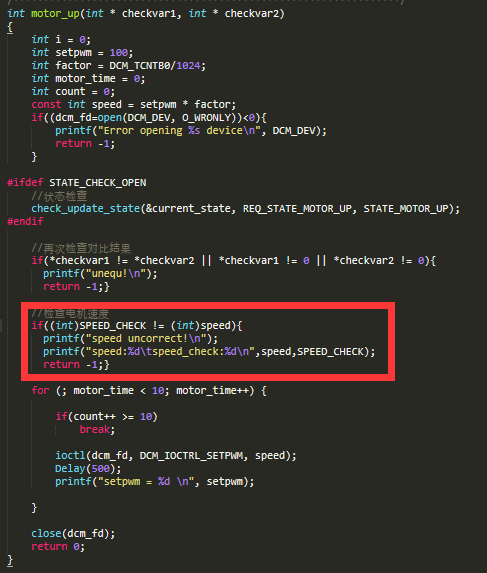 int motor_up(int * checkvar1, int * checkvar2)
{
    int i = 0;
    int setpwm = 100;
    int factor = DCM_TCNTB0/1024;
    int motor_time = 0;
    int count = 0;
    const int speed = setpwm * factor;
    if((dcm_fd=open(DCM_DEV, O_WRONLY))<0){
        printf("Error opening %s device\n", DCM_DEV);
        return -1;
    }
#ifdef STATE_CHECK_OPEN
    //状态检查
    check_update_state(&current_state, REQ_STATE_MOTOR_UP, STATE_MOTOR_UP);
#endif
    //再次检查对比结果
    if(*checkvar1 != *checkvar2 || *checkvar1 != 0 || *checkvar2 != 0){
      printf("unequ!\n");
      return -1;}
    //检查电机速度
    if((int)SPEED_CHECK != (int)speed){
      printf("speed uncorrect!\n");
      printf("speed:%d\tspeed_check:%d\n",speed,SPEED_CHECK);
      return -1;}
    for (; motor_time < 10; motor_time++) {
        if(count++ >= 10)
            break;
        ioctl(dcm_fd, DCM_IOCTRL_SETPWM, speed);
        Delay(500);
        printf("setpwm = %d \n", setpwm);
    }
    close(dcm_fd);
    return 0;
}